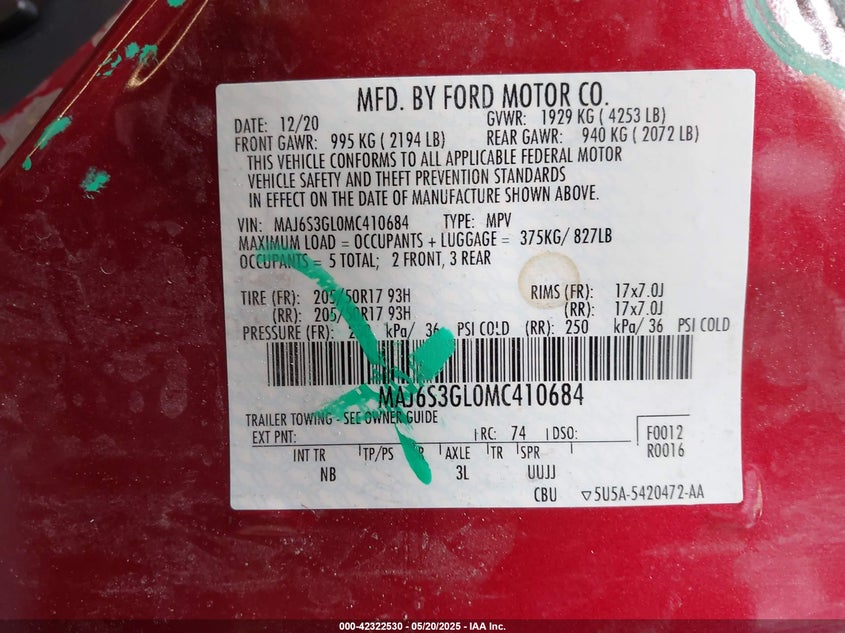 MFD. BY FORD MOTOR CO.
DATE: 12/20 GVWR: 1929 KG ( 4253 LB)
FRONT GAWR: 995 KG ( 2194 LB) REAR GAWR: 940 KG ( 2072 LB)
THIS VEHICLE CONFORMS TO ALL APPLICABLE FEDERAL MOTOR
VEHICLE SAFETY AND THEFT PREVENTION STANDARDS
IN EFFECT ON THE DATE OF MANUFACTURE SHOWN ABOVE.
VIN: MAJ6S3GL0MC410684 TYPE: MPV
MAXIMUM LOAD = OCCUPANTS + LUGGAGE = 375KG/ 827LB
OCCUPANTS = 5 TOTAL; 2 FRONT, 3 REAR
TIRE (FR): 205/50R17 93H RIMS (FR): 17x7.0J
(RR): 205/50R17 93H (RR): 17x7.0J
PRESSURE (FR): kPa/ 36 PSI COLD (RR): 250 kPa/ 36 PSI COLD
MAJ6S3GL0MC410684
TRAILER TOWING - SEE OWNER GUIDE
EXT PNT: RC: 74 DSO: F0012
R0016
INT TR TP/PS R AXLE TR SPR
NB 3L UUJJ
CBU ▽5U5A-5420472-AA
000-42322530 - 05/20/2025 - IAA Inc.